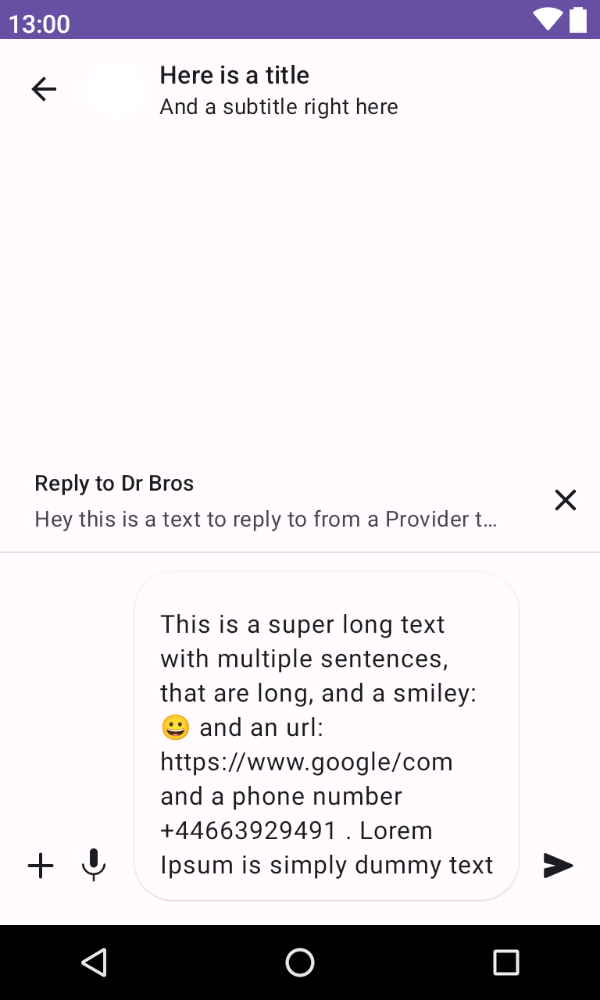 13:00
Here is a title
And a subtitle right here
Reply to Dr Bros
Hey this is a text to reply to from a Provider t…
This is a super long text
with multiple sentences,
that are long, and a smiley:
😀 and an url:
https://www.google/com
and a phone number
+44663929491 . Lorem
Ipsum is simply dummy text